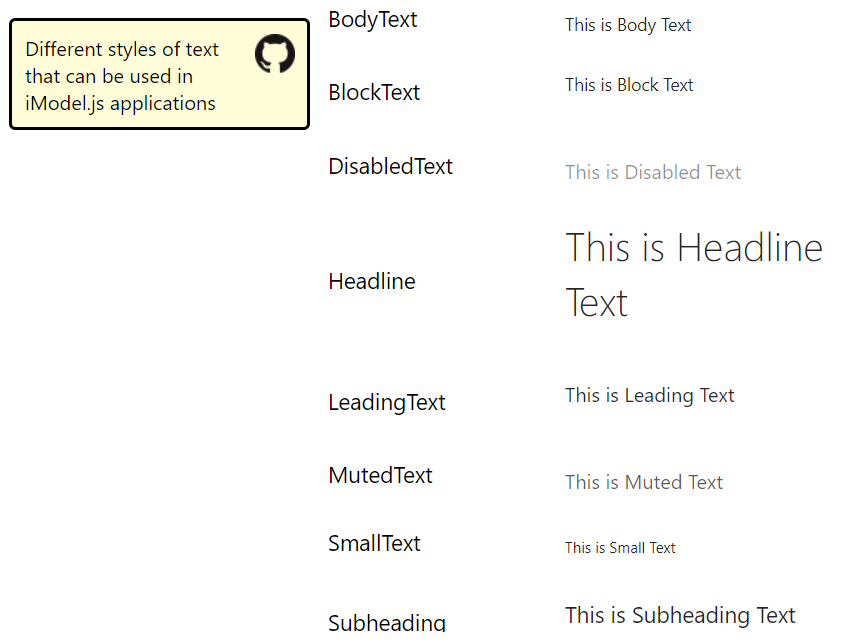 Different styles of text
that can be used in
iModel.js applications
BodyText
This is Body Text
BlockText
This is Block Text
DisabledText
This is Disabled Text
Headline
This is Headline
Text
LeadingText
This is Leading Text
MutedText
This is Muted Text
SmallText
This is Small Text
Subheading
This is Subheading Text